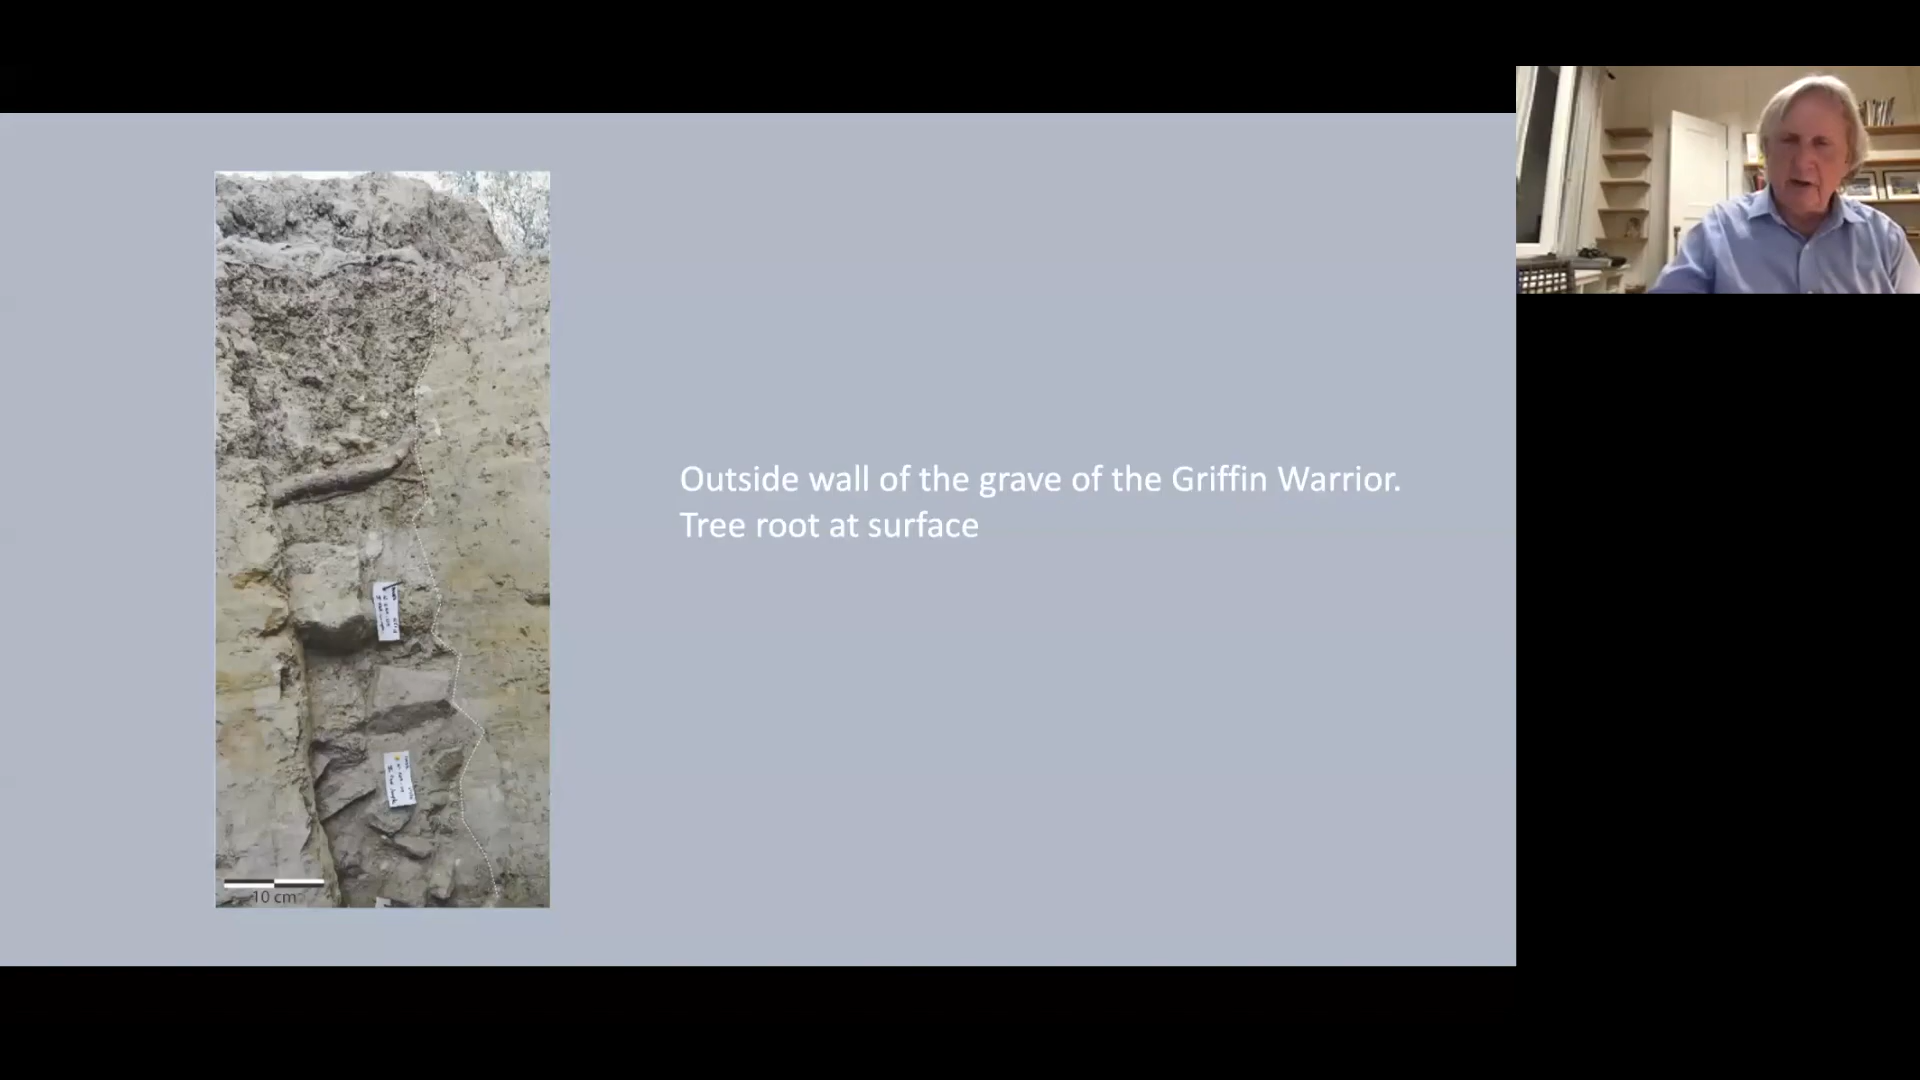 Outside wall of the grave of the Griffin Warrior.
Tree root at surface
10 cm